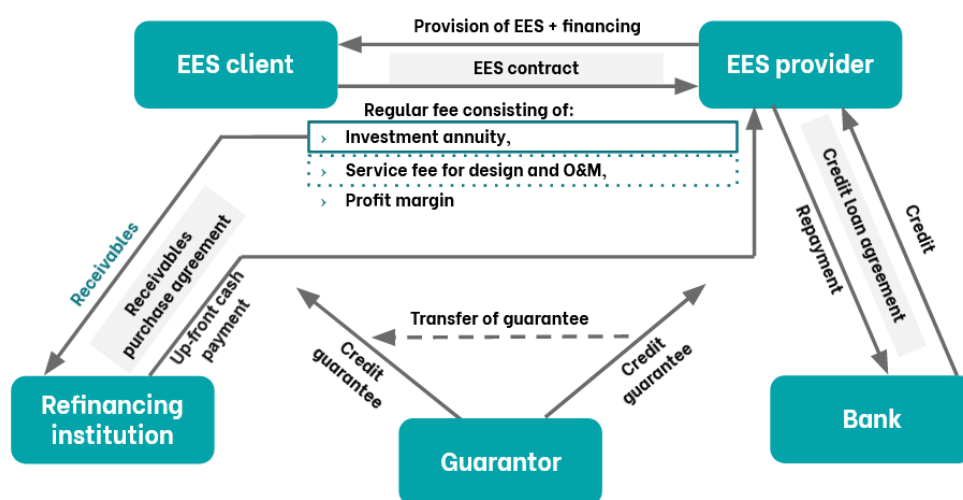 Provision of EES + financing
EES client
EES contract
EES provider
Regular fee consisting of:
› Investment annuity,
› Service fee for design and O&M,
› Profit margin
Receivables
Receivables
purchase agreement
Up-front cash
payment
Transfer of guarantee
Credit
guarantee
Credit
guarantee
Repayment
Credit loan agreement
Credit
Refinancing
institution
Guarantor
Bank